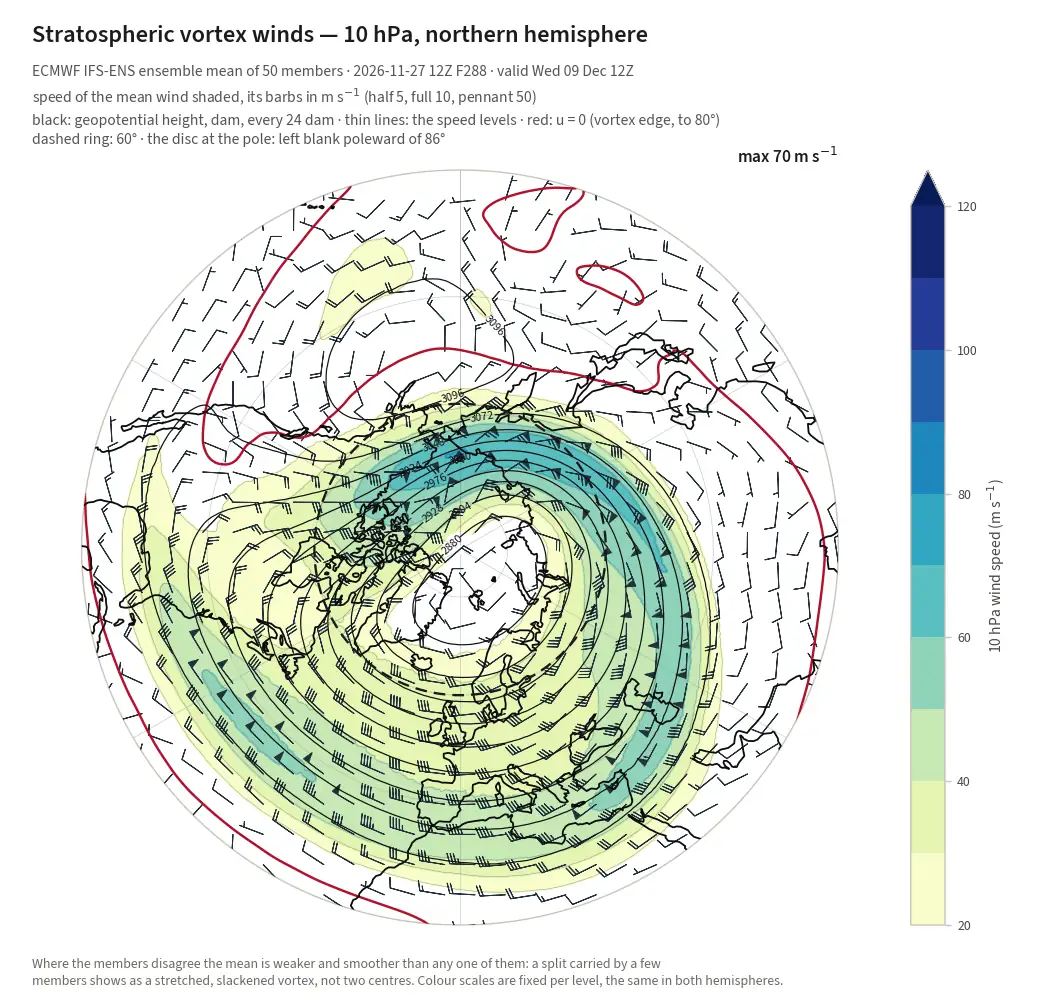 Stratospheric vortex winds — 10 hPa, northern hemisphere
ECMWF IFS-ENS ensemble mean of 50 members · 2026-11-27 12Z F288 · valid Wed 09 Dec 12Z
speed of the mean wind shaded, its barbs in m s⁻¹ (half 5, full 10, pennant 50)
black: geopotential height, dam, every 24 dam · thin lines: the speed levels · red: u = 0 (vortex edge, to 80°)
dashed ring: 60° · the disc at the pole: left blank poleward of 86°
max 70 m s⁻¹
3096
3096
3072
2976
2928
2880
120
100
80
60
40
20
10 hPa wind speed (m s⁻¹)
Where the members disagree the mean is weaker and smoother than any one of them: a split carried by a few
members shows as a stretched, slackened vortex, not two centres. Colour scales are fixed per level, the same in both hemispheres.